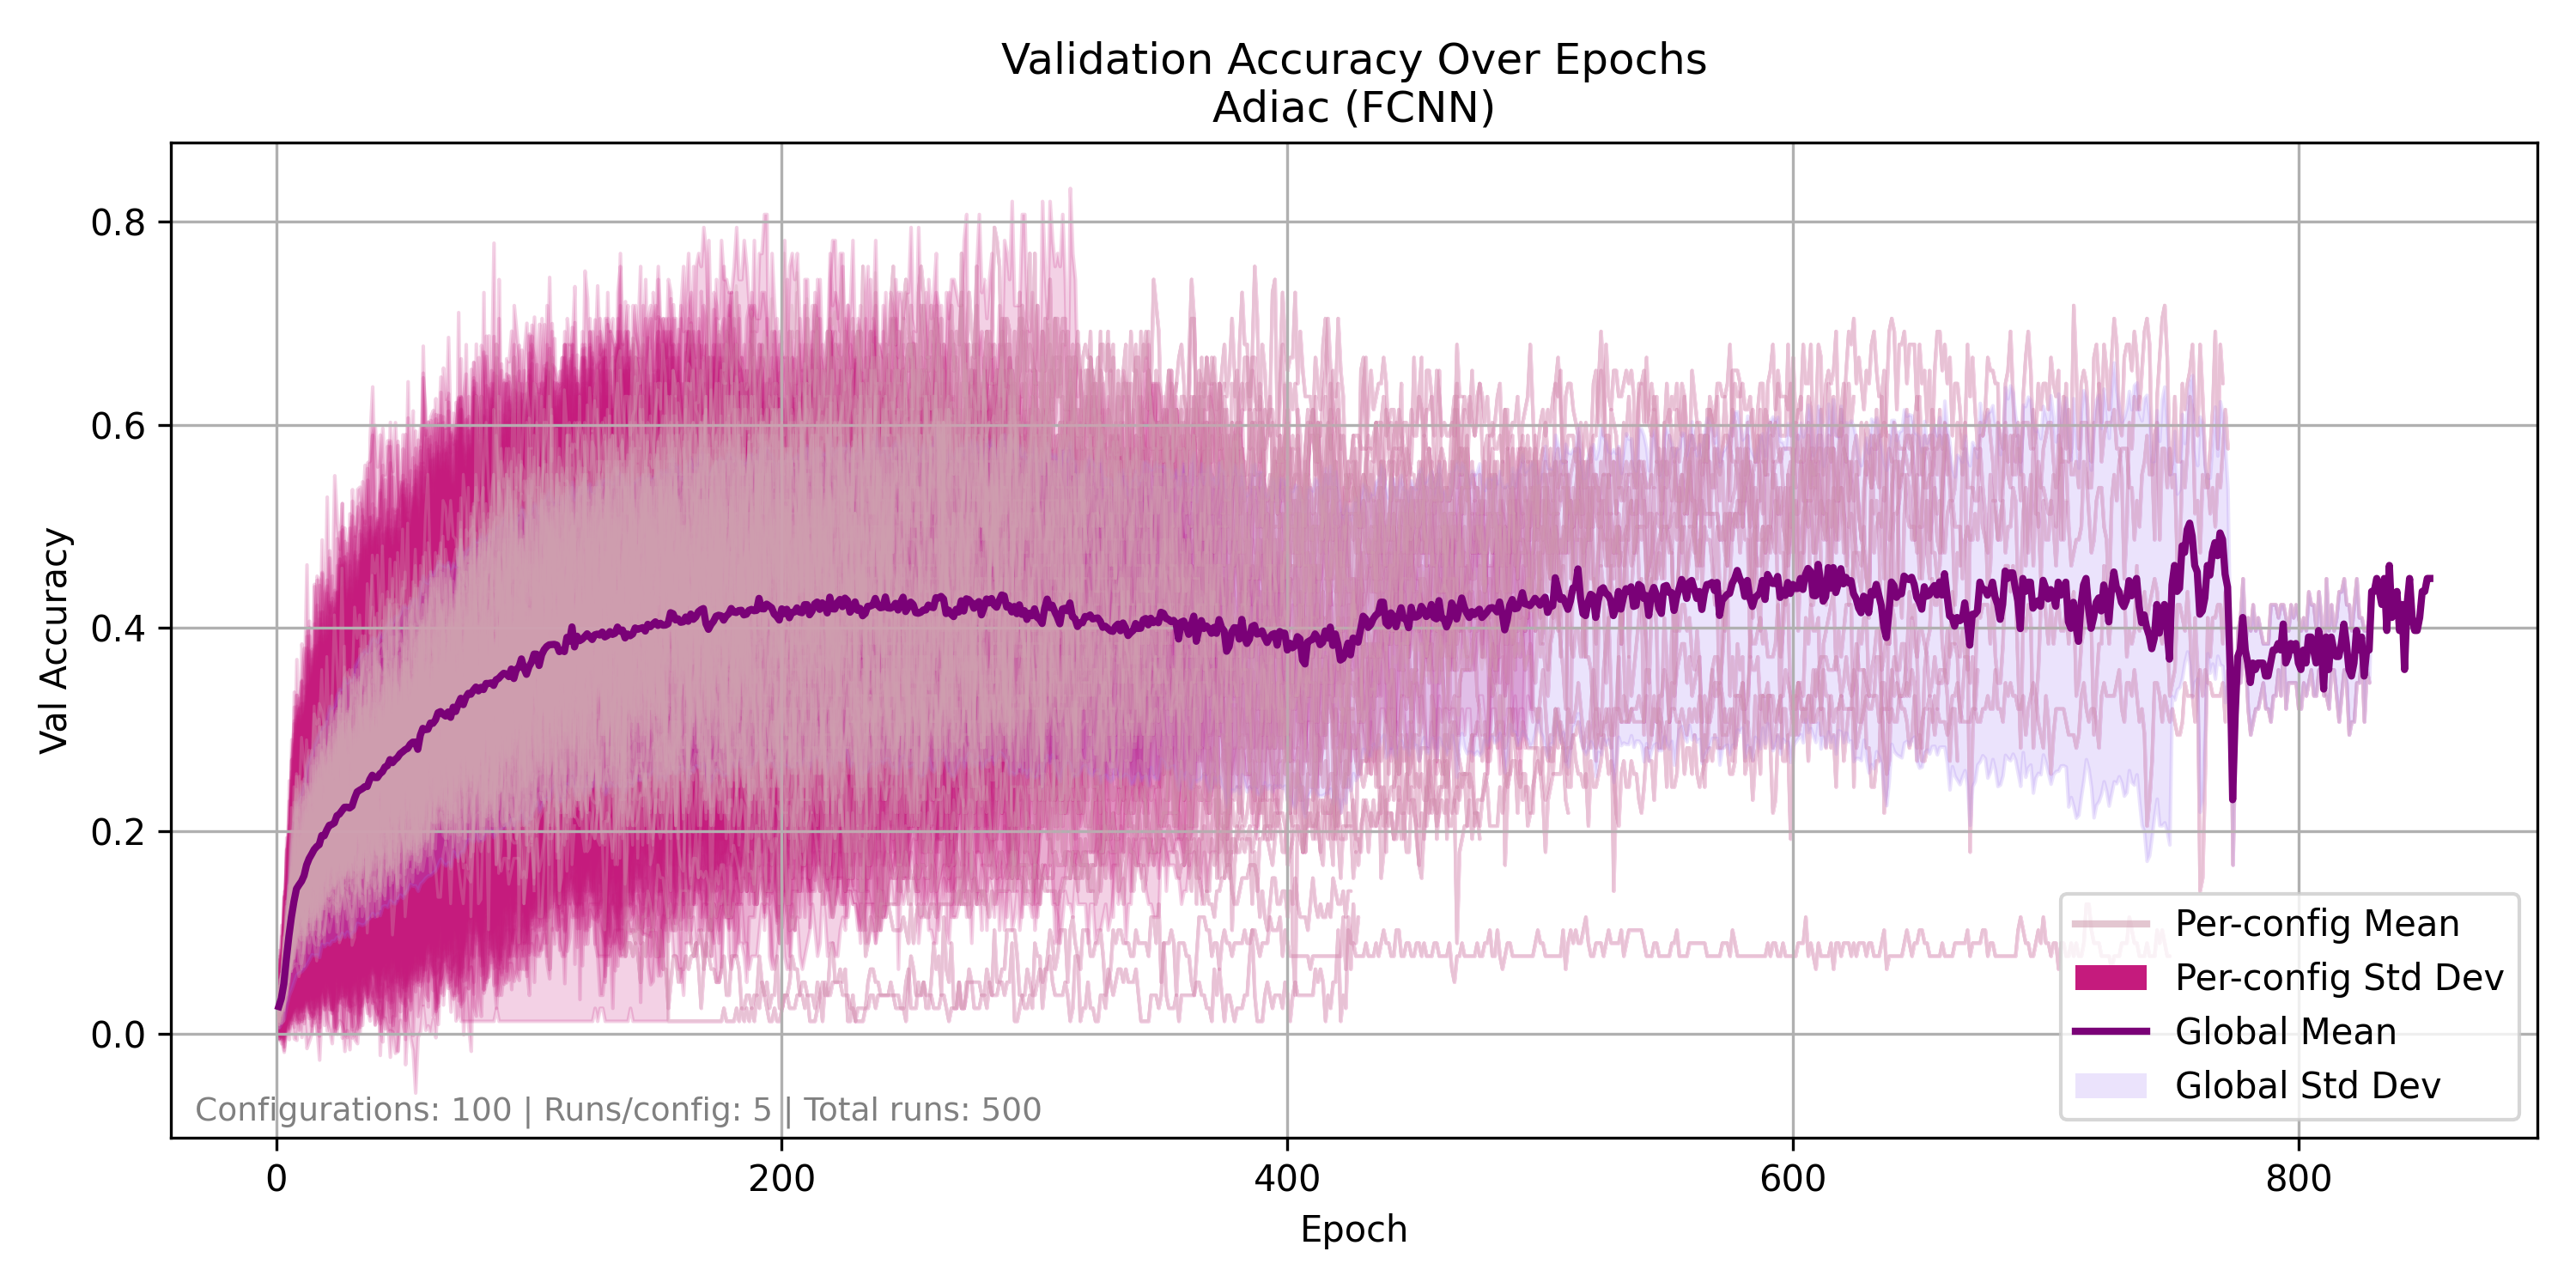 Validation Accuracy Over Epochs
Adiac (FCNN)
Val Accuracy
0.8
0.6
0.4
0.2
0.0
Per-config Mean
Per-config Std Dev
Global Mean
Global Std Dev
Configurations: 100 | Runs/config: 5 | Total runs: 500
0 200 400 600 800
Epoch